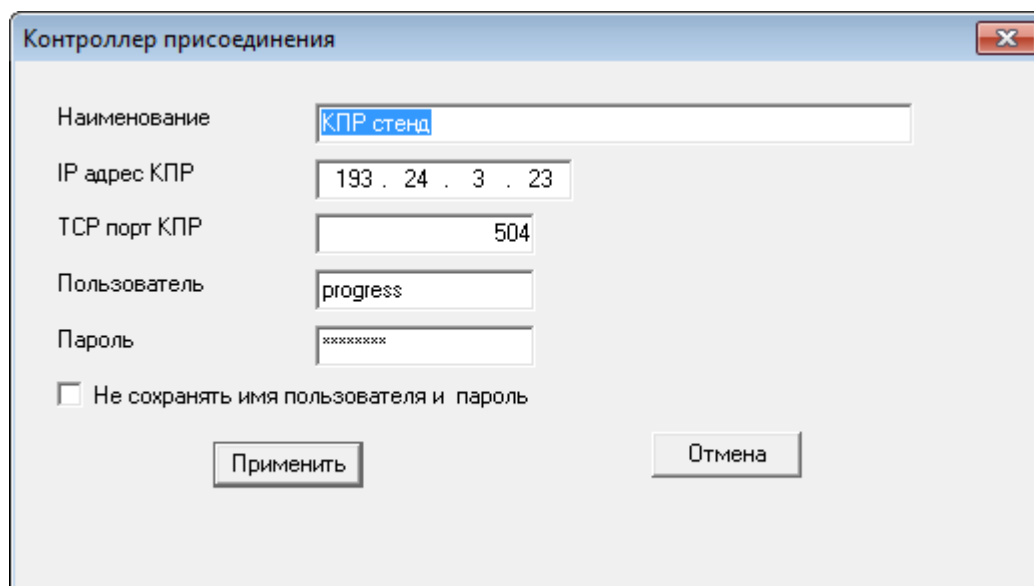 Контроллер присоединения
Наименование КПР стенд
IP адрес КПР 193 . 24 . 3 . 23
TCP порт КПР 504
Пользователь progress
Пароль ********
Не сохранять имя пользователя и пароль
Применить Отмена